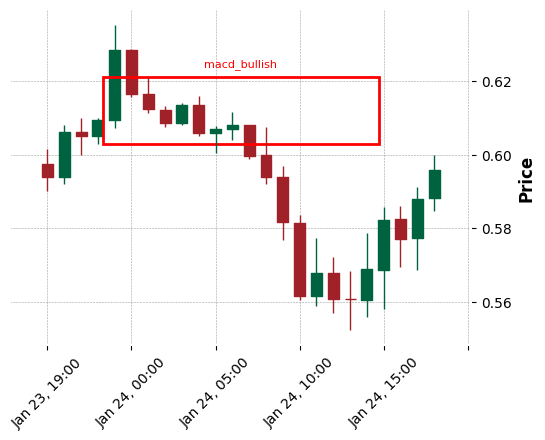 macd_bullish
0.62
0.60
0.58
0.56
Price
Jan 23, 19:00
Jan 24, 00:00
Jan 24, 05:00
Jan 24, 10:00
Jan 24, 15:00